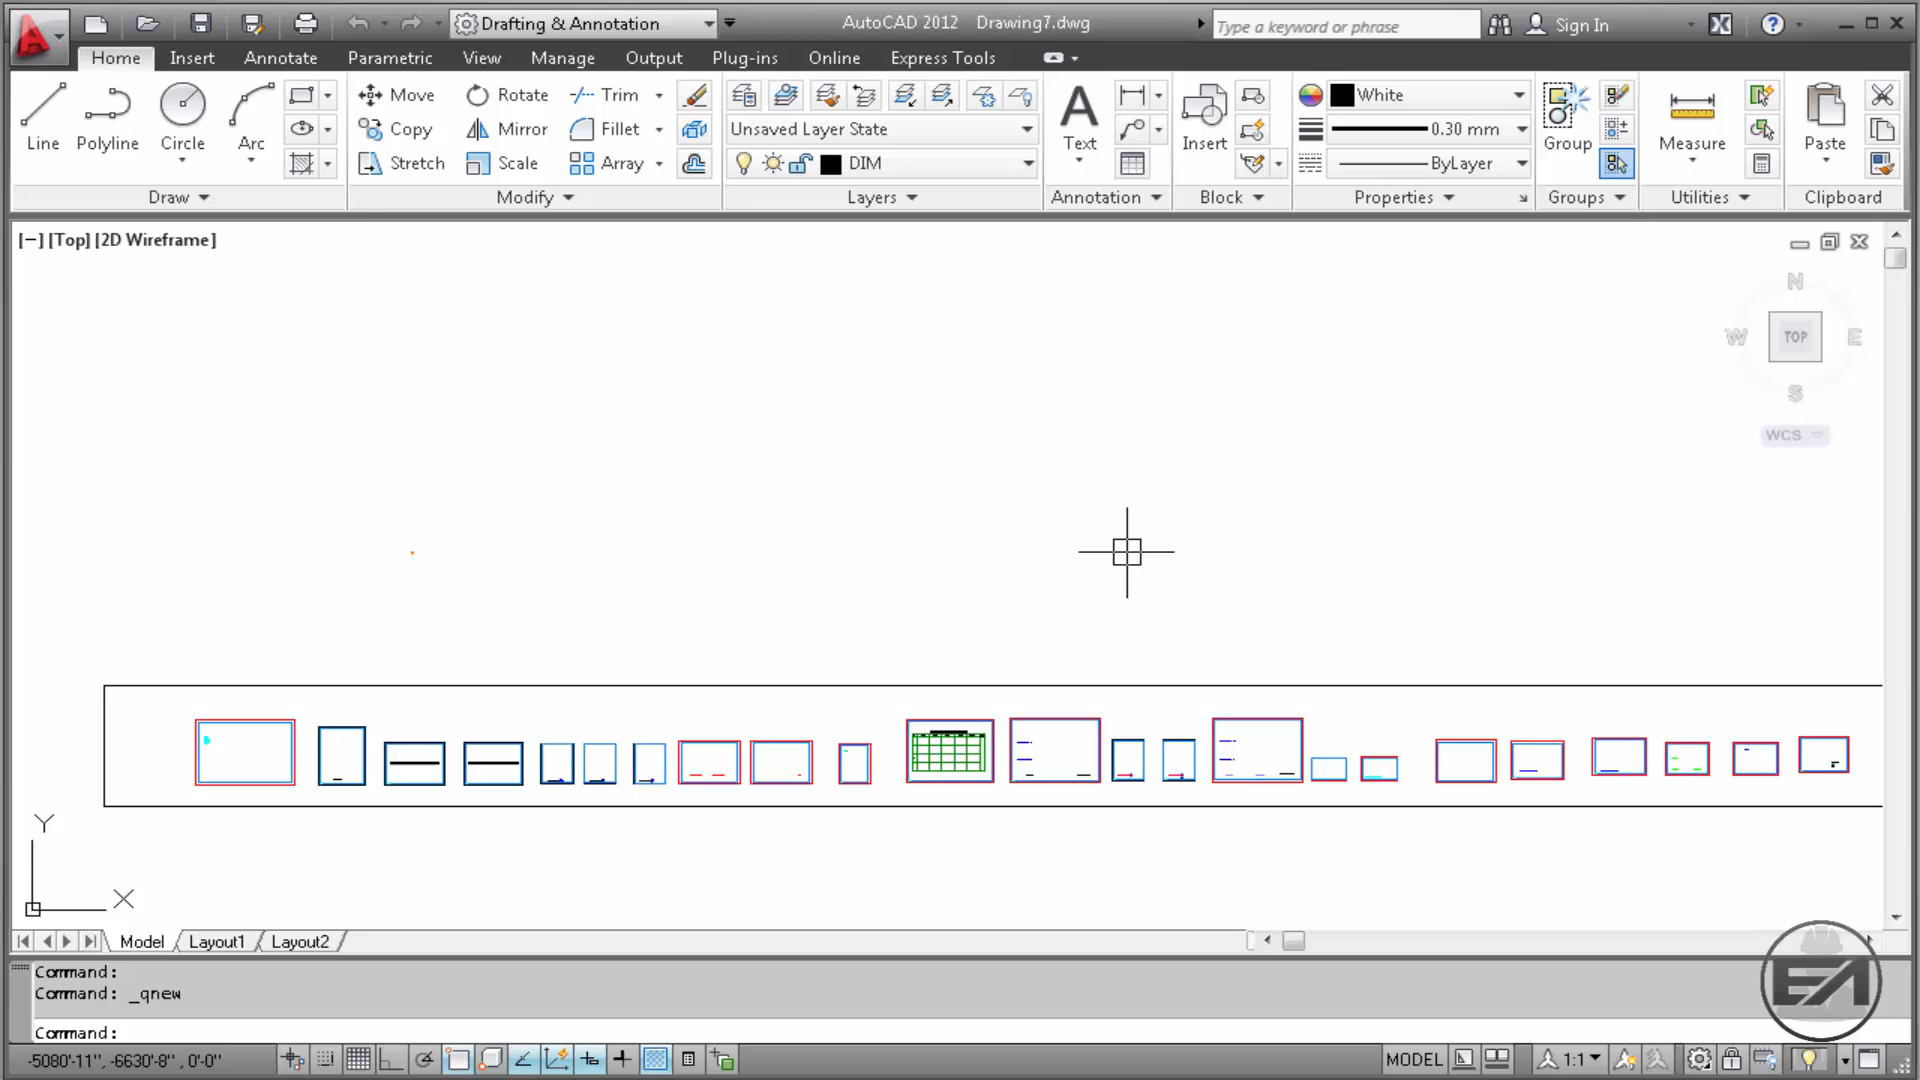 Drafting & Annotation
AutoCAD 2012 Drawing7.dwg
Type a keyword or phrase
Sign In
Home Insert Annotate Parametric View Manage Output Plug-ins Online Express Tools
Line Polyline Circle Arc
Move Rotate Trim
Copy Mirror Fillet
Stretch Scale Array
Unsaved Layer State
DIM
Text
Insert
White
0.30 mm
ByLayer
Group
Measure
Paste
Draw Modify Layers Annotation Block Properties Groups Utilities Clipboard
[−] [Top] [2D Wireframe]
N
W TOP E
S
WCS
Y
X
Model Layout1 Layout2
Command:
Command: _qnew
Command:
EA
-5080'-11", -6630'-8" , 0'-0"
MODEL
1:1